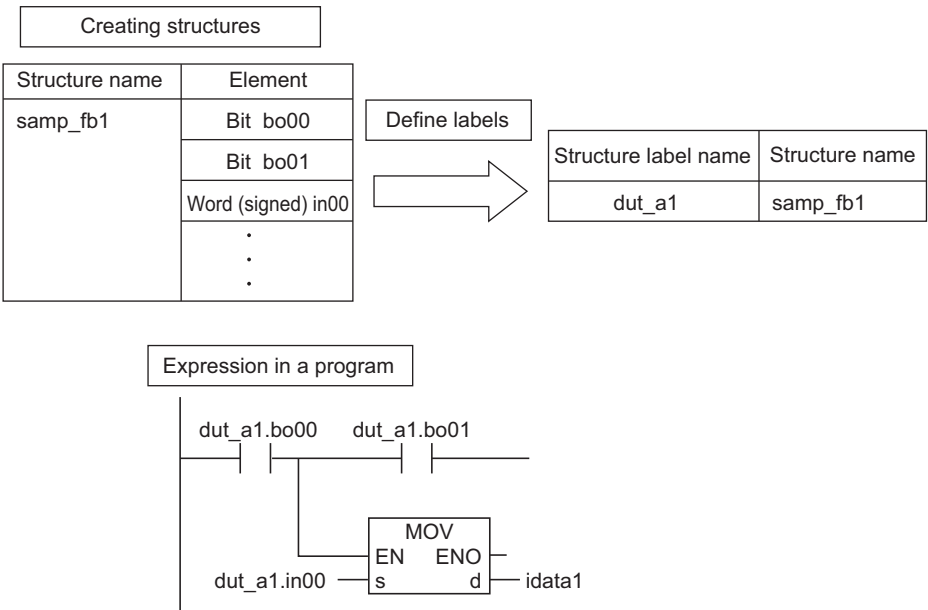 Creating structures
Structure name Element
samp_fb1 Bit bo00
Bit bo01
Word (signed) in00
Define labels
Structure label name Structure name
dut_a1 samp_fb1
Expression in a program
dut_a1.bo00 dut_a1.bo01
MOV
EN ENO
dut_a1.in00 s d idata1